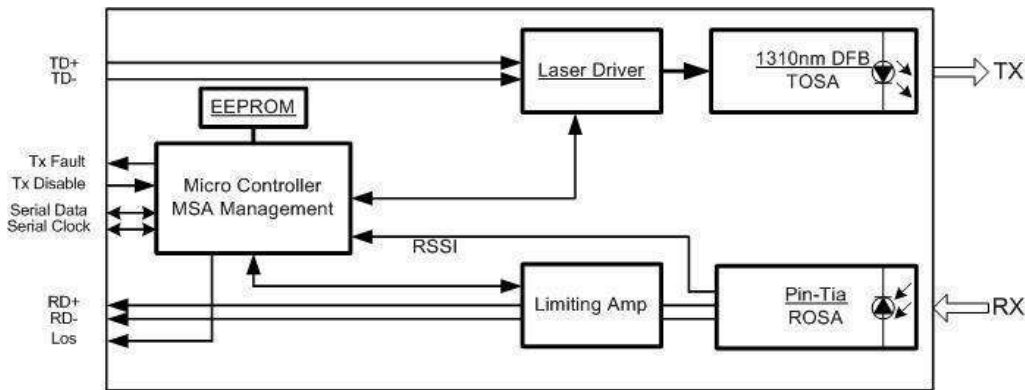 TD+
TD-
Laser Driver
1310nm DFB
TOSA
TX
EEPROM
Tx Fault
Tx Disable
Serial Data
Serial Clock
Micro Controller
MSA Management
RSSI
RD+
RD-
Los
Limiting Amp
Pin-Tia
ROSA
RX